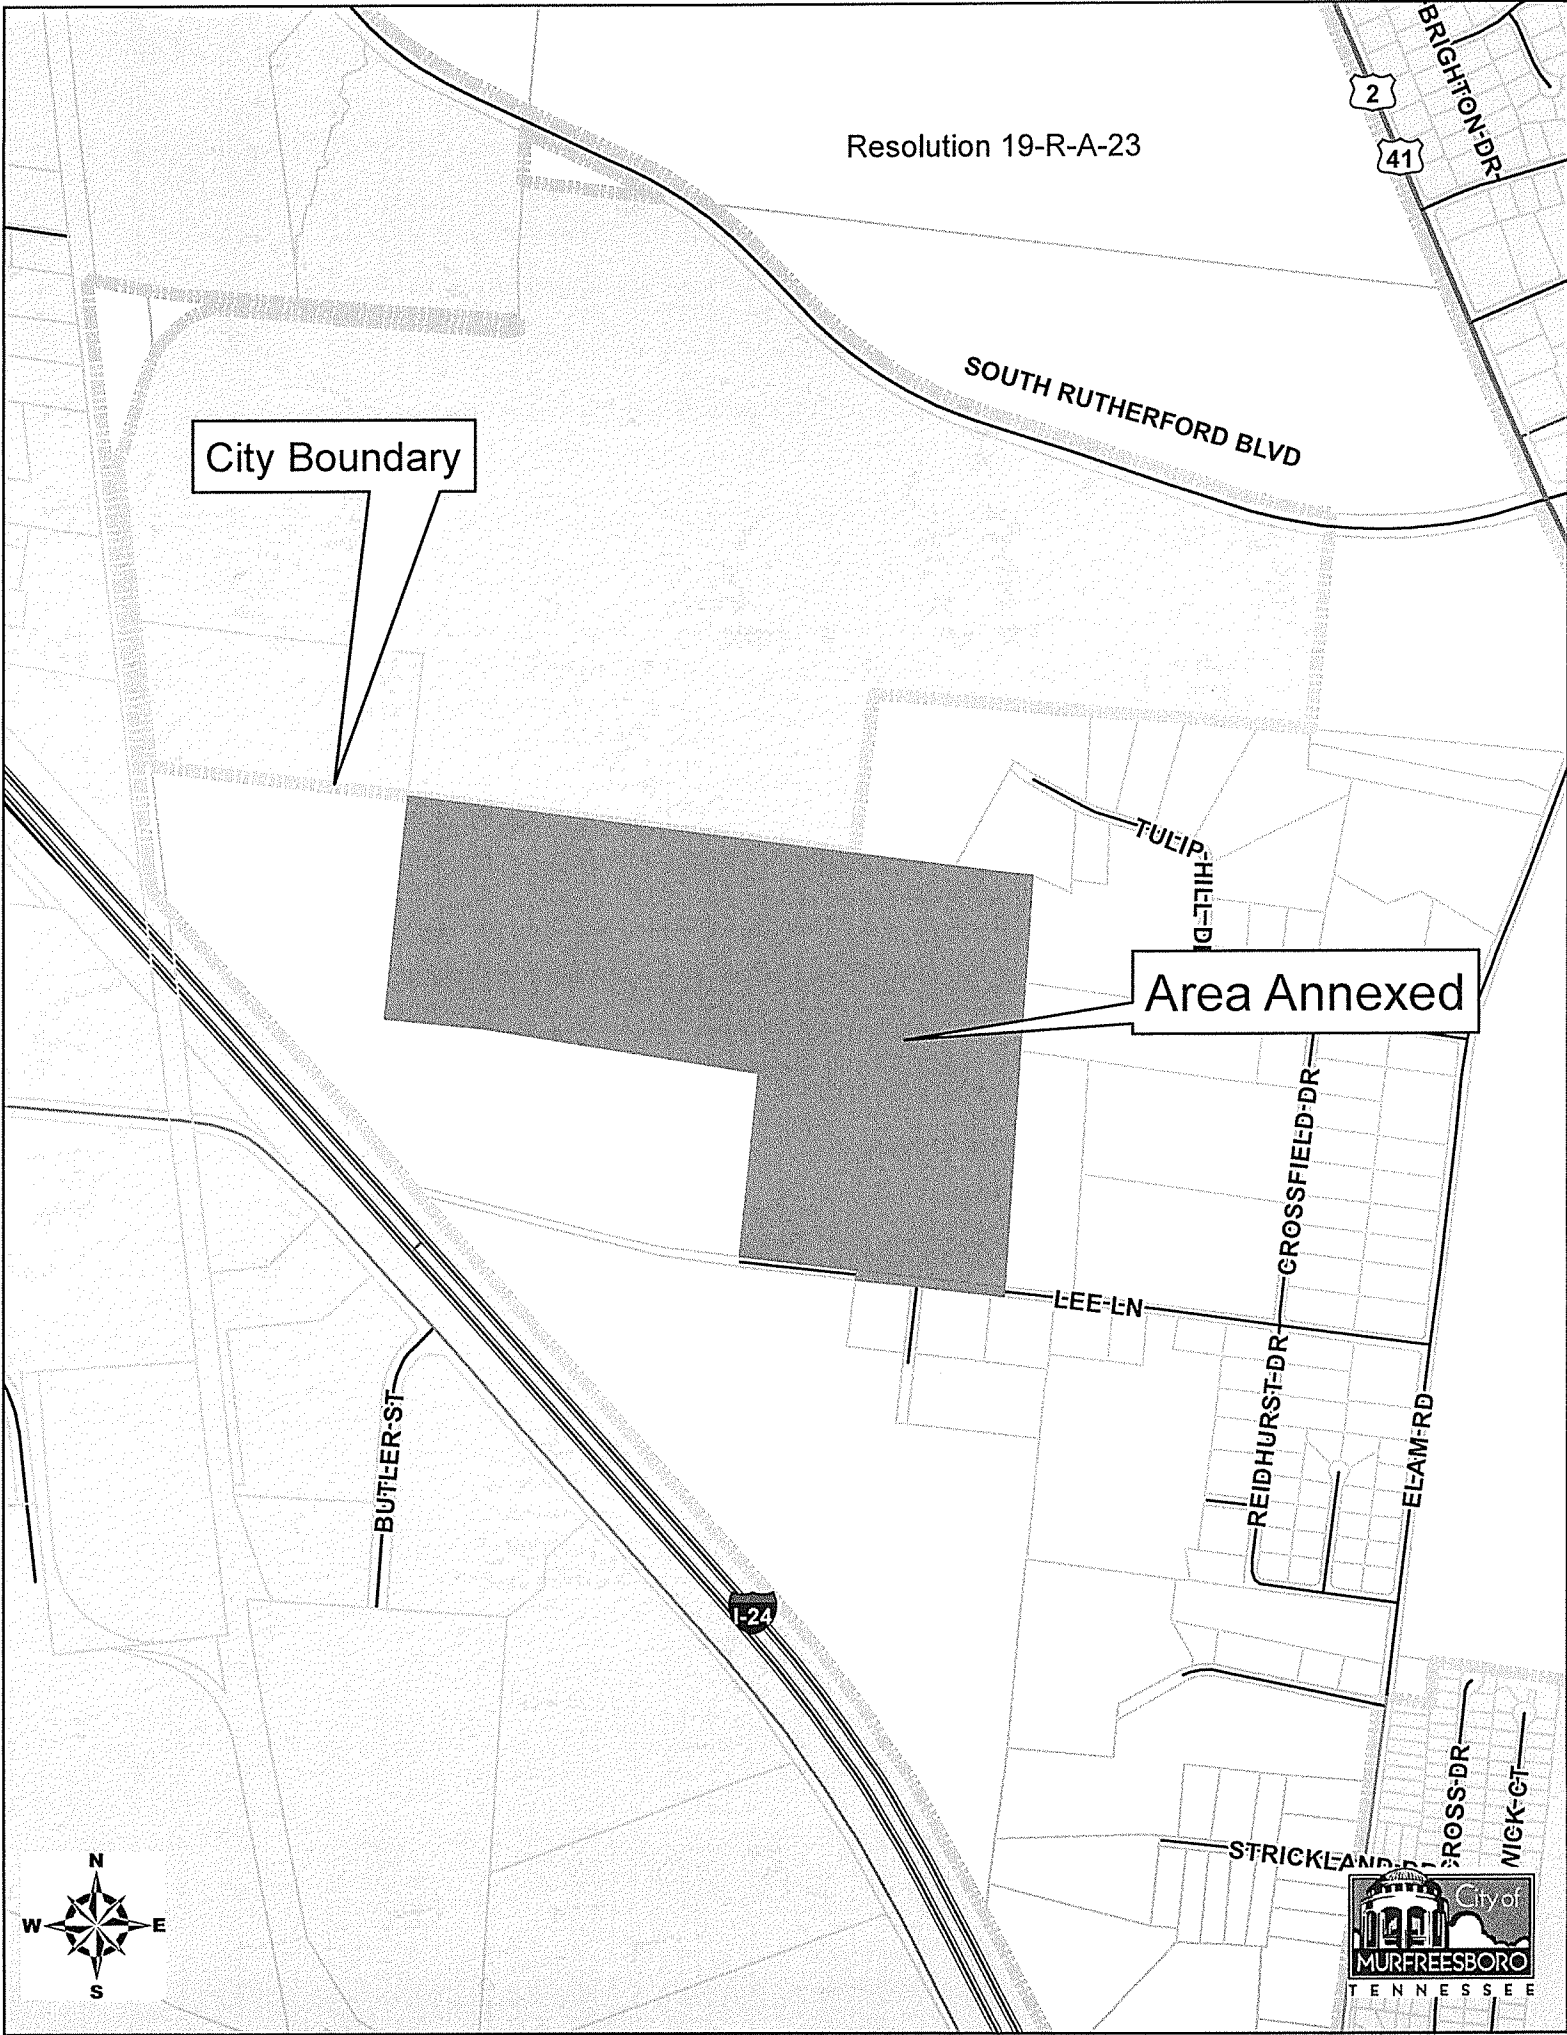 BRIGHTON DR
2
41
Resolution 19-R-A-23
SOUTH RUTHERFORD BLVD
City Boundary
TULIP HILL D
Area Annexed
CROSSFIELD DR
LEE LN
REIDHURST DR
ELAM RD
BUTLER ST
I-24
CROSS DR
WICK CT
STRICKLAND DR
N
W E
S
City of
MURFREESBORO
TENNESSEE